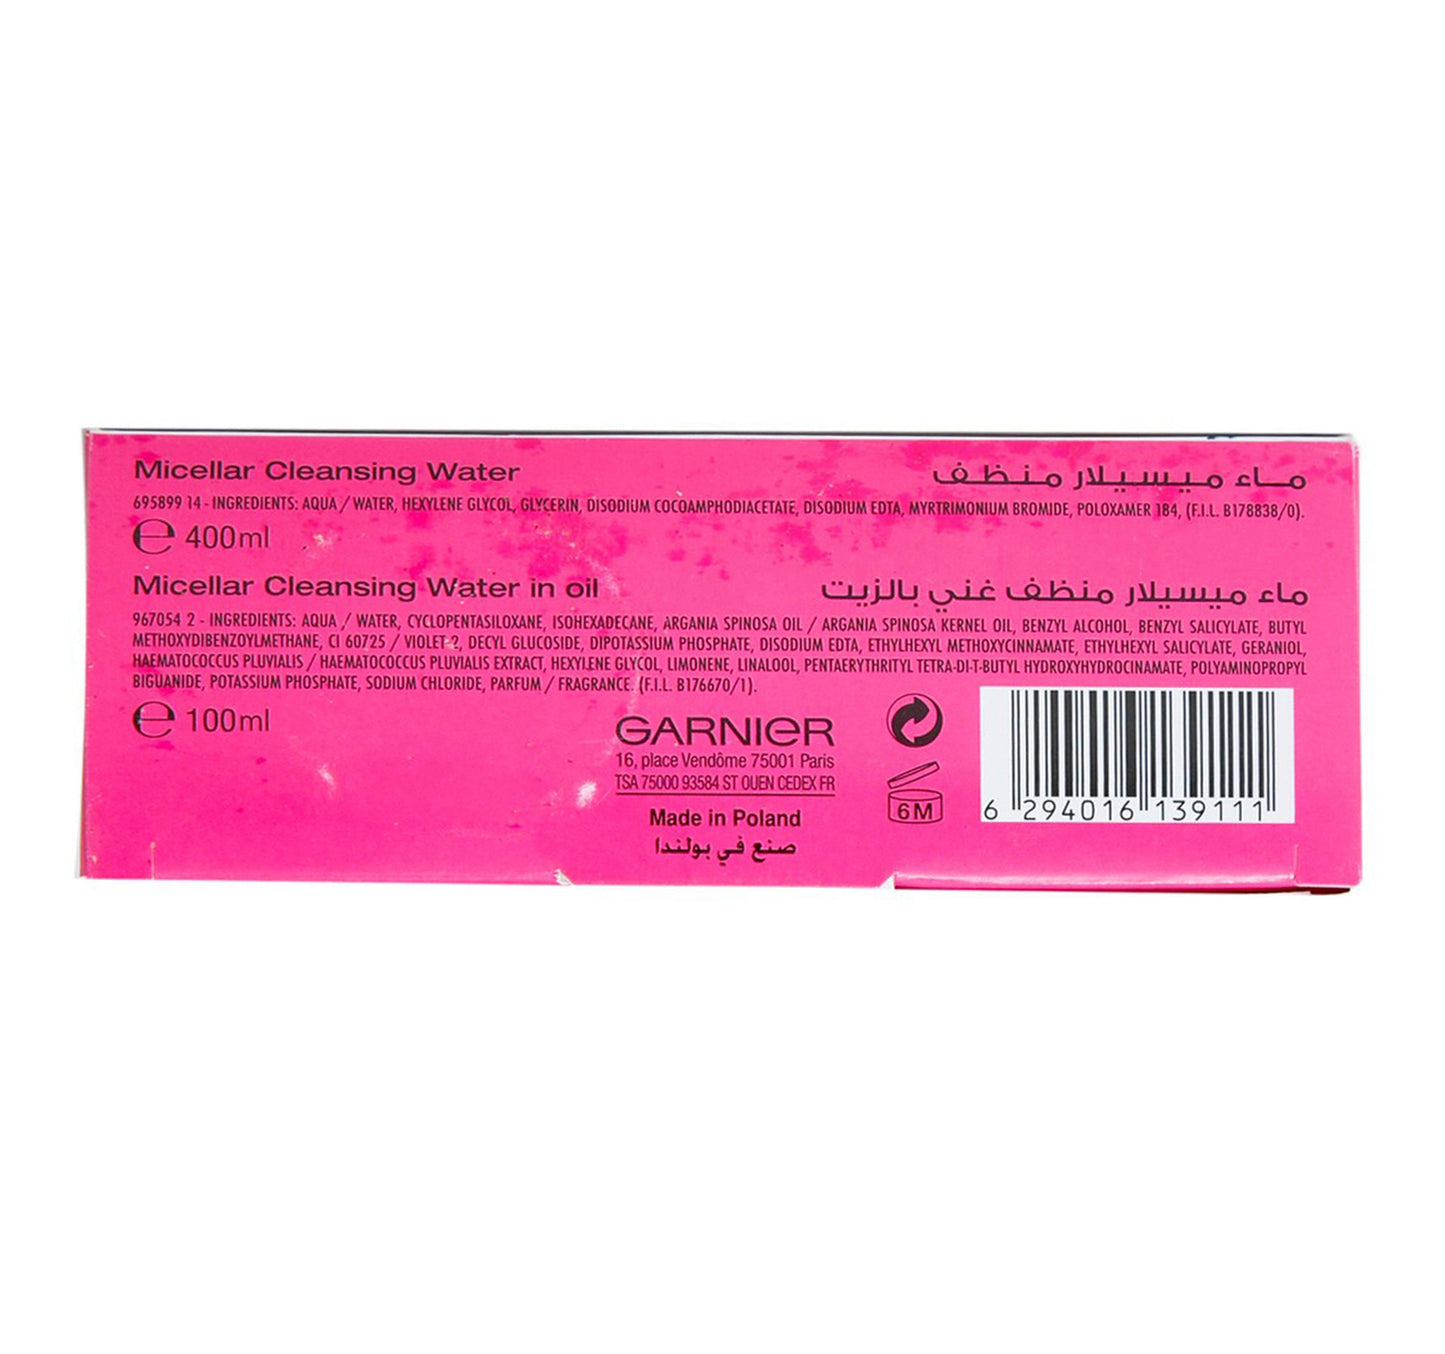 Micellar Cleansing Water
ماء ميسيلار منظف
695899 14 - INGREDIENTS: AQUA / WATER, HEXYLENE GLYCOL, GLYCERIN, DISODIUM COCOAMPHODIACETATE, DISODIUM EDTA, MYRTRIMONIUM BROMIDE, POLOXAMER 184, (F.I.L. B178838/0).
℮ 400ml
Micellar Cleansing Water in oil
ماء ميسيلار منظف غني بالزيت
967054 2 - INGREDIENTS: AQUA / WATER, CYCLOPENTASILOXANE, ISOHEXADECANE, ARGANIA SPINOSA OIL / ARGANIA SPINOSA KERNEL OIL, BENZYL ALCOHOL, BENZYL SALICYLATE, BUTYL
METHOXYDIBENZOYLMETHANE, CI 60725 / VIOLET 2, DECYL GLUCOSIDE, DIPOTASSIUM PHOSPHATE, DISODIUM EDTA, ETHYLHEXYL METHOXYCINNAMATE, ETHYLHEXYL SALICYLATE, GERANIOL,
HAEMATOCOCCUS PLUVIALIS / HAEMATOCOCCUS PLUVIALIS EXTRACT, HEXYLENE GLYCOL, LIMONENE, LINALOOL, PENTAERYTHRITYL TETRA-DI-T-BUTYL HYDROXYHYDROCINAMATE, POLYAMINOPROPYL
BIGUANIDE, POTASSIUM PHOSPHATE, SODIUM CHLORIDE, PARFUM / FRAGRANCE. (F.I.L. B176670/1).
℮ 100ml
GARNIER
16, place Vendôme 75001 Paris
TSA 75000 93584 ST OUEN CEDEX FR
Made in Poland
صنع في بولندا
6M
6 294016 139111